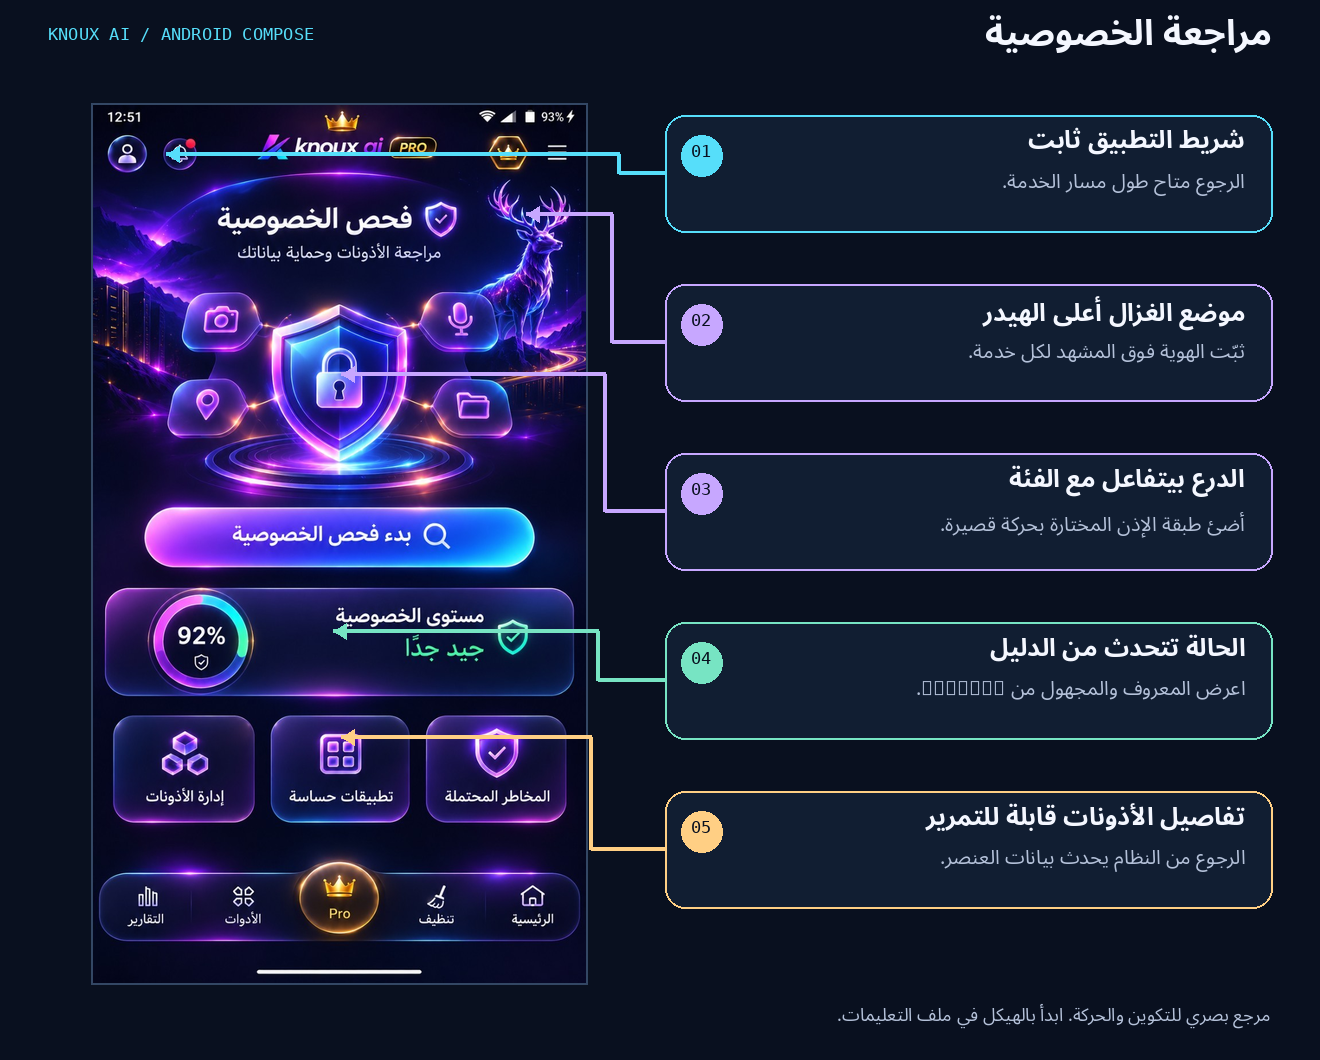 KNOUX AI / ANDROID COMPOSE
مراجعة الخصوصية
12:51
93%
knoux ai PRO
فحص الخصوصية
مراجعة الأذونات وحماية بياناتك
بدء فحص الخصوصية
مستوى الخصوصية
جيد جدًا
92%
المخاطر المحتملة
تطبيقات حساسة
إدارة الأذونات
الرئيسية
تنظيف
Pro
الأدوات
التقارير
01
شريط التطبيق ثابت
الرجوع متاح طول مسار الخدمة.
02
موضع الغزال أعلى الهيدر
ثبّت الهوية فوق المشهد لكل خدمة.
03
الدرع بيتفاعل مع الفئة
أضئ طبقة الإذن المختارة بحركة قصيرة.
04
الحالة تتحدث من الدليل
اعرض المعروف والمجهول من .
05
تفاصيل الأذونات قابلة للتمرير
الرجوع من النظام يحدث بيانات العنصر.
مرجع بصري للتكوين والحركة. ابدأ بالهيكل في ملف التعليمات.